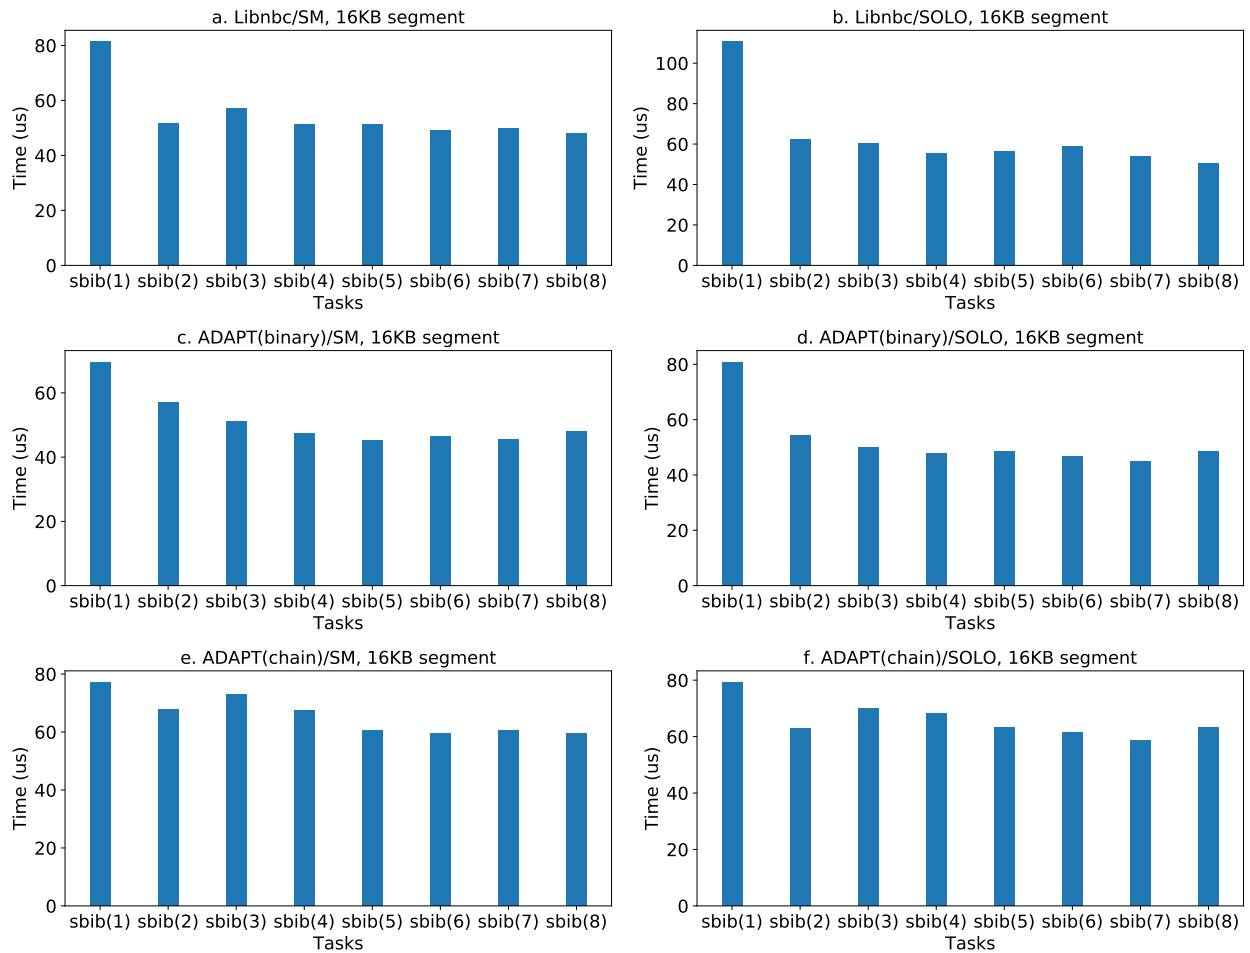 a. Libnbc/SM, 16KB segment
80
60
40
20
0
Time (us)
sbib(1) sbib(2) sbib(3) sbib(4) sbib(5) sbib(6) sbib(7) sbib(8)
Tasks
b. Libnbc/SOLO, 16KB segment
100
80
60
40
20
0
Time (us)
sbib(1) sbib(2) sbib(3) sbib(4) sbib(5) sbib(6) sbib(7) sbib(8)
Tasks
c. ADAPT(binary)/SM, 16KB segment
60
40
20
0
Time (us)
sbib(1) sbib(2) sbib(3) sbib(4) sbib(5) sbib(6) sbib(7) sbib(8)
Tasks
d. ADAPT(binary)/SOLO, 16KB segment
80
60
40
20
0
Time (us)
sbib(1) sbib(2) sbib(3) sbib(4) sbib(5) sbib(6) sbib(7) sbib(8)
Tasks
e. ADAPT(chain)/SM, 16KB segment
80
60
40
20
0
Time (us)
sbib(1) sbib(2) sbib(3) sbib(4) sbib(5) sbib(6) sbib(7) sbib(8)
Tasks
f. ADAPT(chain)/SOLO, 16KB segment
80
60
40
20
0
Time (us)
sbib(1) sbib(2) sbib(3) sbib(4) sbib(5) sbib(6) sbib(7) sbib(8)
Tasks